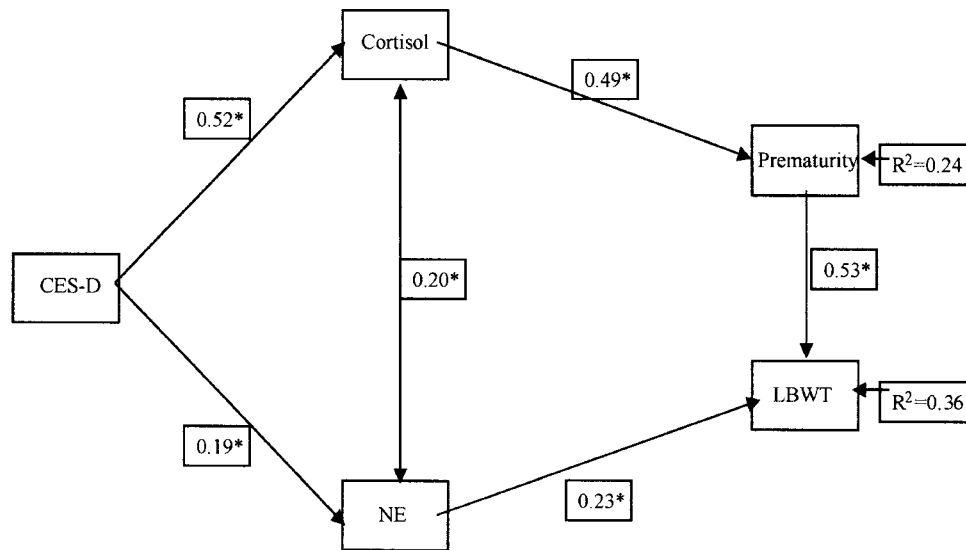 Cortisol
0.49*
0.52*
Prematurity
R²=0.24
CES-D
0.20*
0.53*
LBWT
R²=0.36
0.19*
NE
0.23*